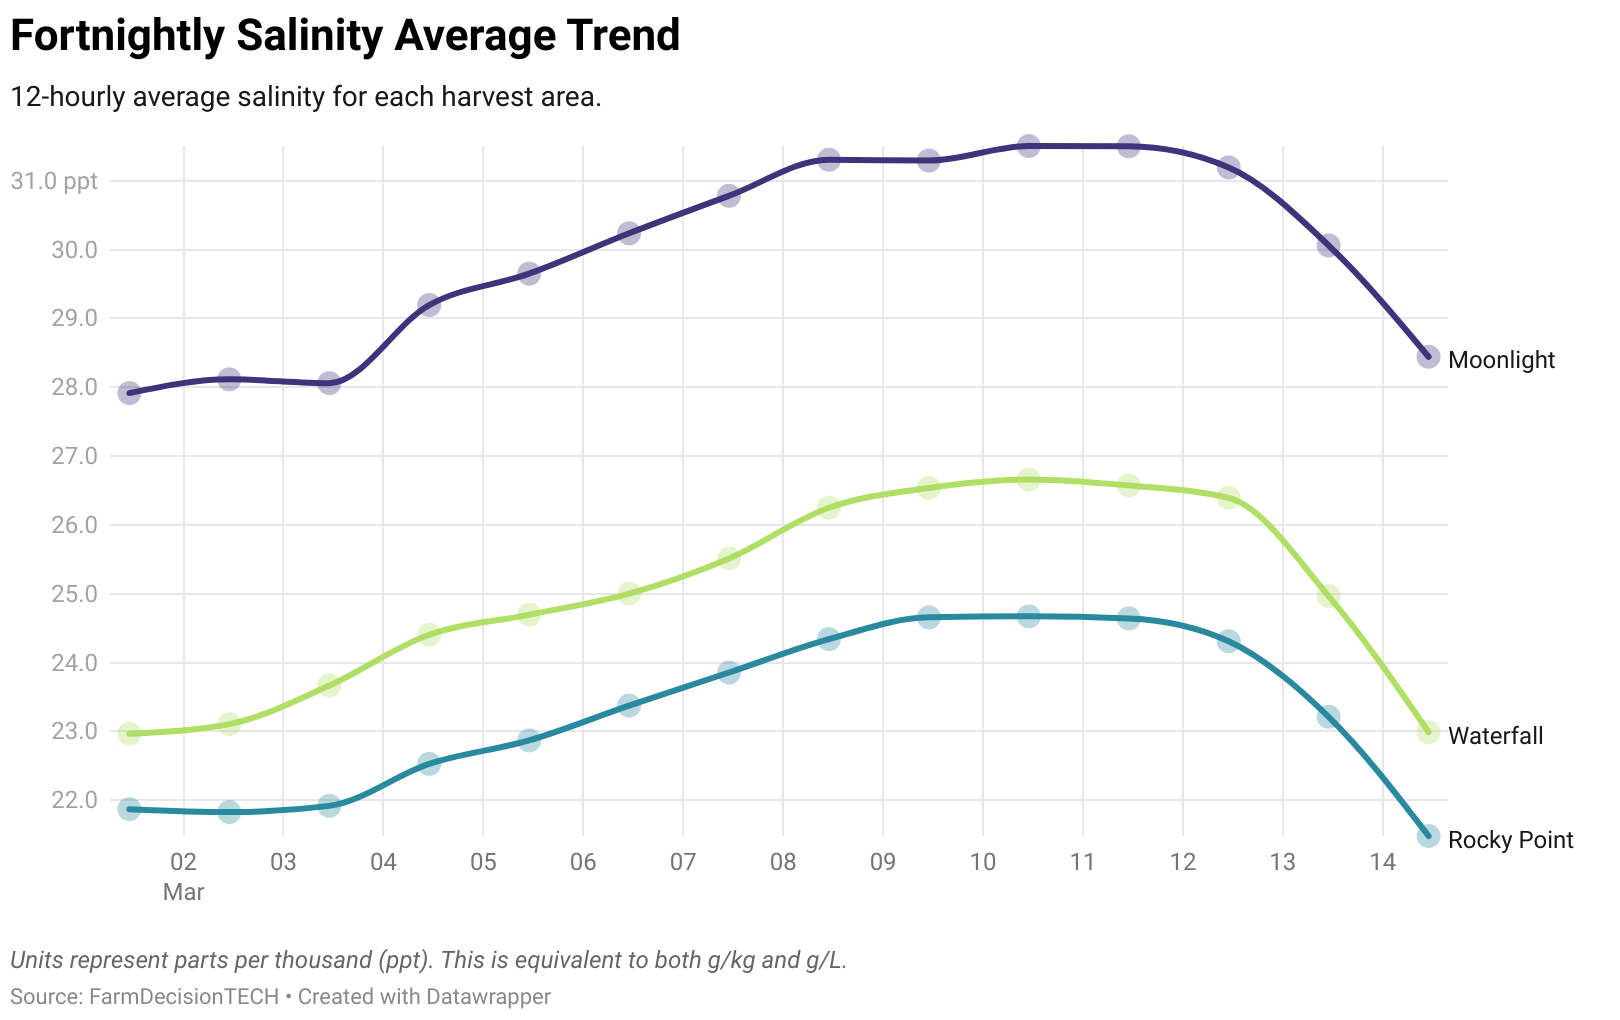 Fortnightly Salinity Average Trend
12-hourly average salinity for each harvest area.
31.0 ppt
30.0
29.0
28.0
27.0
26.0
25.0
24.0
23.0
22.0
Moonlight
Waterfall
Rocky Point
02 03 04 05 06 07 08 09 10 11 12 13 14
Mar
Units represent parts per thousand (ppt). This is equivalent to both g/kg and g/L.
Source: FarmDecisionTECH • Created with Datawrapper